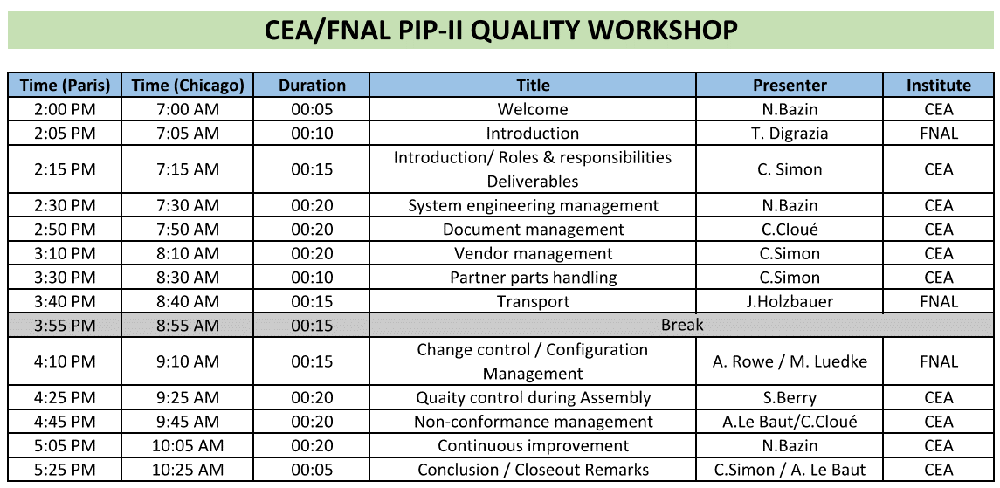 CEA/FNAL PIP-II QUALITY WORKSHOP
Time (Paris) Time (Chicago) Duration Title Presenter Institute
2:00 PM 7:00 AM 00:05 Welcome N.Bazin CEA
2:05 PM 7:05 AM 00:10 Introduction T. Digrazia FNAL
2:15 PM 7:15 AM 00:15 Introduction/ Roles & responsibilities
Deliverables C. Simon CEA
2:30 PM 7:30 AM 00:20 System engineering management N.Bazin CEA
2:50 PM 7:50 AM 00:20 Document management C.Cloué CEA
3:10 PM 8:10 AM 00:20 Vendor management C.Simon CEA
3:30 PM 8:30 AM 00:10 Partner parts handling C.Simon CEA
3:40 PM 8:40 AM 00:15 Transport J.Holzbauer FNAL
3:55 PM 8:55 AM 00:15 Break
4:10 PM 9:10 AM 00:15 Change control / Configuration
Management A. Rowe / M. Luedke FNAL
4:25 PM 9:25 AM 00:20 Quaity control during Assembly S.Berry CEA
4:45 PM 9:45 AM 00:20 Non-conformance management A.Le Baut/C.Cloué CEA
5:05 PM 10:05 AM 00:20 Continuous improvement N.Bazin CEA
5:25 PM 10:25 AM 00:05 Conclusion / Closeout Remarks C.Simon / A. Le Baut CEA